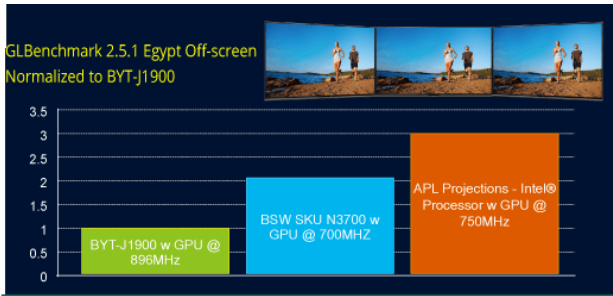 GLBenchmark 2.5.1 Egypt Off-screen
Normalized to BYT-J1900
3.5
3
2.5
2
1.5
1
0.5
0
BYT-J1900 w GPU @
896MHz
BSW SKU N3700 w
GPU @ 700MHZ
APL Projections - Intel®
Processor w GPU @
750MHz